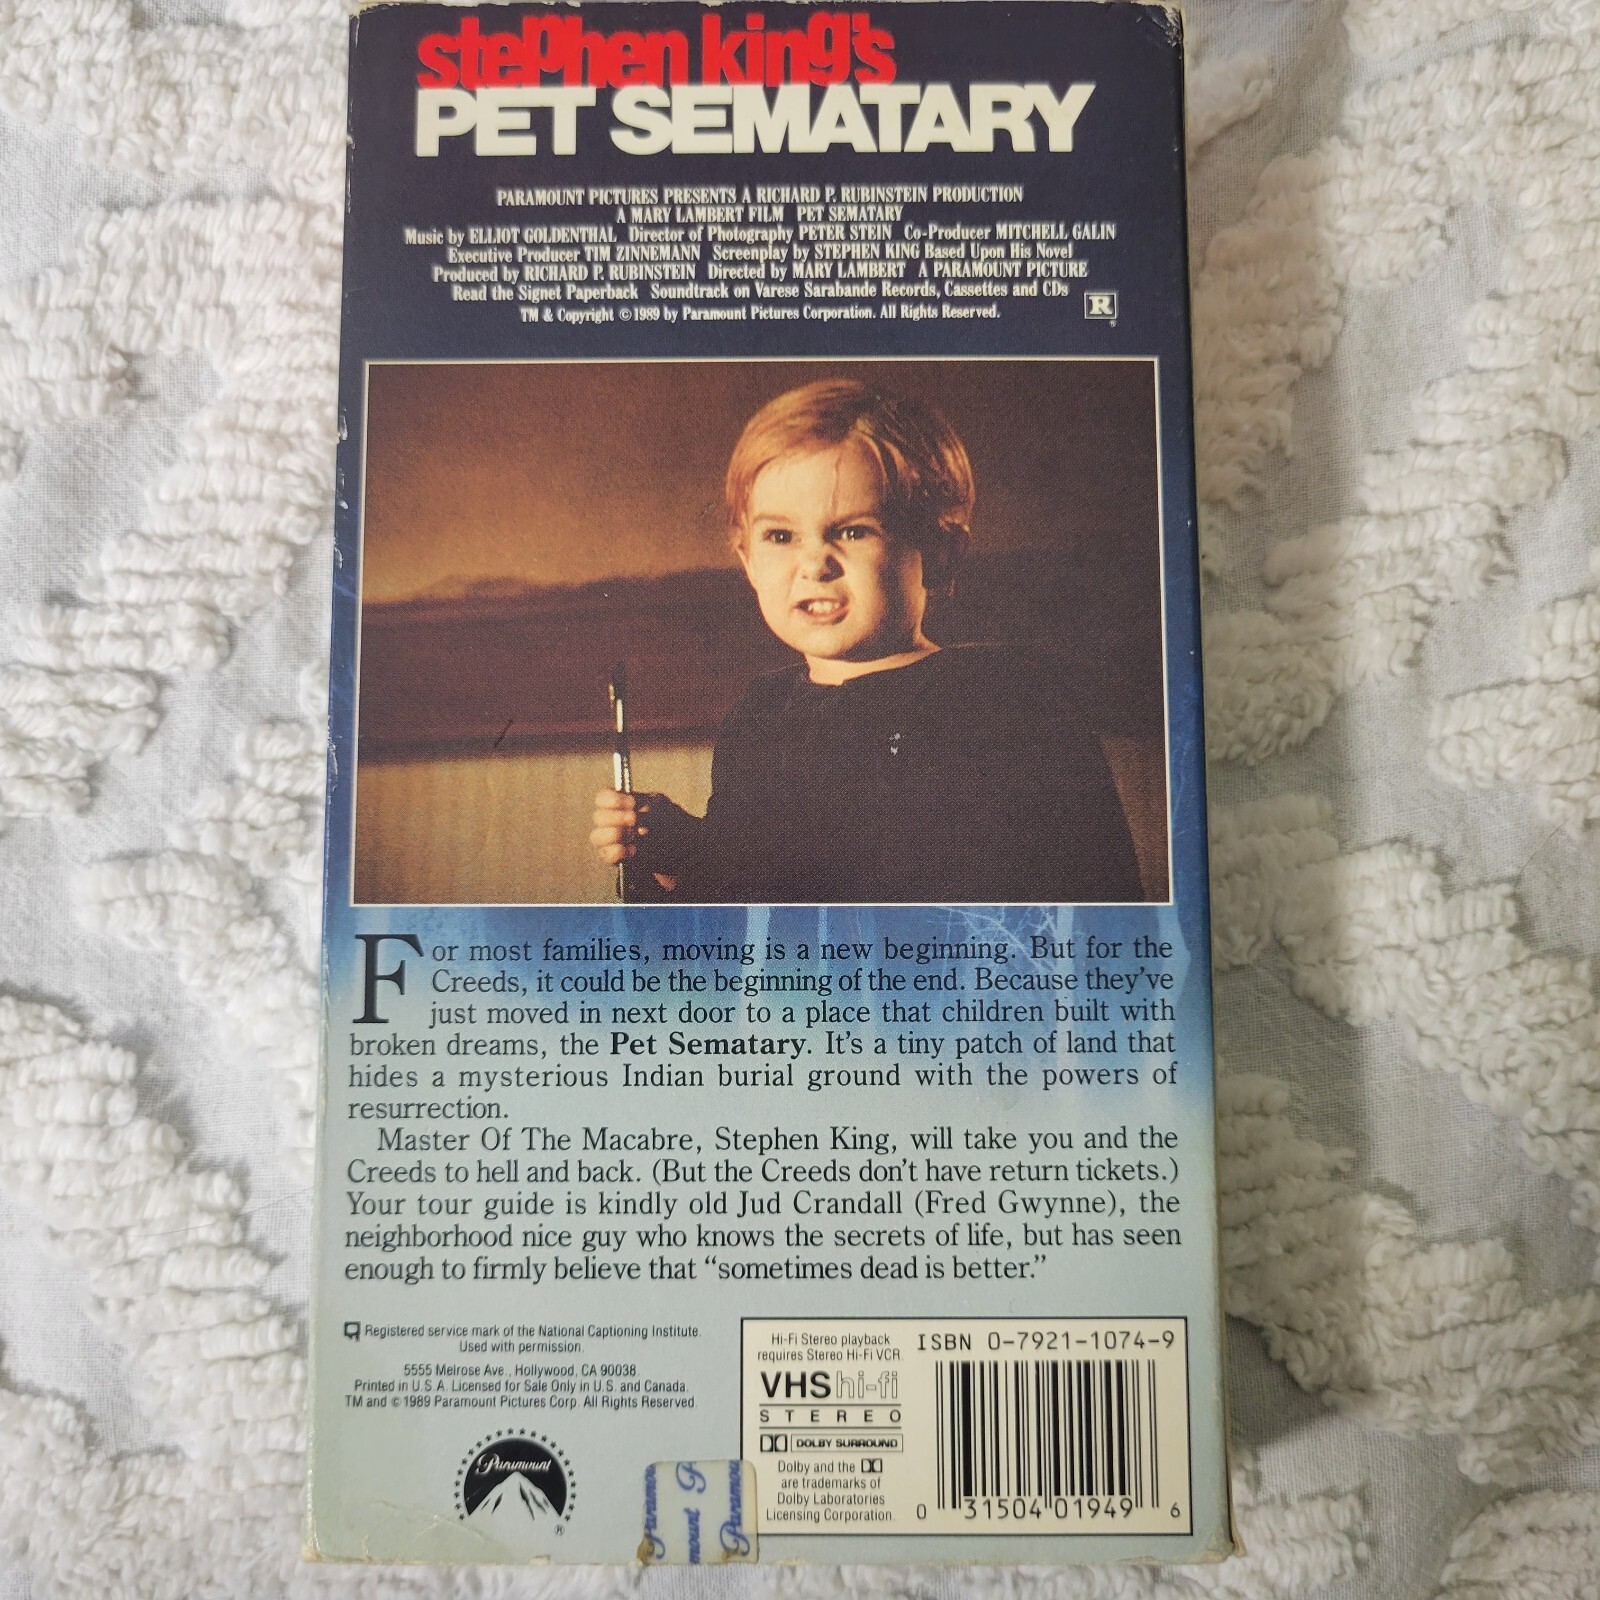 stephen king's
PET SEMATARY
PARAMOUNT PICTURES PRESENTS A RICHARD P. RUBINSTEIN PRODUCTION
A MARY LAMBERT FILM PET SEMATARY
Music by ELLIOT GOLDENTHAL Director of Photography PETER STEIN Co-Producer MITCHELL GALIN
Executive Producer TIM ZINNEMANN Screenplay by STEPHEN KING Based Upon His Novel
Produced by RICHARD P. RUBINSTEIN Directed by MARY LAMBERT A PARAMOUNT PICTURE
Read the Signet Paperback Soundtrack on Varese Sarabande Records, Cassettes and CDs
TM & Copyright ©1989 by Paramount Pictures Corporation. All Rights Reserved.
R
®
For most families, moving is a new beginning. But for the
Creeds, it could be the beginning of the end. Because they've
just moved in next door to a place that children built with
broken dreams, the Pet Sematary. It's a tiny patch of land that
hides a mysterious Indian burial ground with the powers of
resurrection.
Master Of The Macabre, Stephen King, will take you and the
Creeds to hell and back. (But the Creeds don't have return tickets.)
Your tour guide is kindly old Jud Crandall (Fred Gwynne), the
neighborhood nice guy who knows the secrets of life, but has seen
enough to firmly believe that “sometimes dead is better.”
Registered service mark of the National Captioning Institute.
Used with permission.
5555 Melrose Ave., Hollywood, CA 90038.
Printed in U.S.A. Licensed for Sale Only in U.S. and Canada.
TM and ©1989 Paramount Pictures Corp. All Rights Reserved.
Paramount
®
Paramou
mount P
Paramou
Hi-Fi Stereo playback
requires Stereo Hi-Fi VCR.
VHS hi-fi
STEREO
DOLBY SURROUND
Dolby and the
are trademarks of
Dolby Laboratories
Licensing Corporation.
ISBN 0-7921-1074-9
0 31504 01949 6